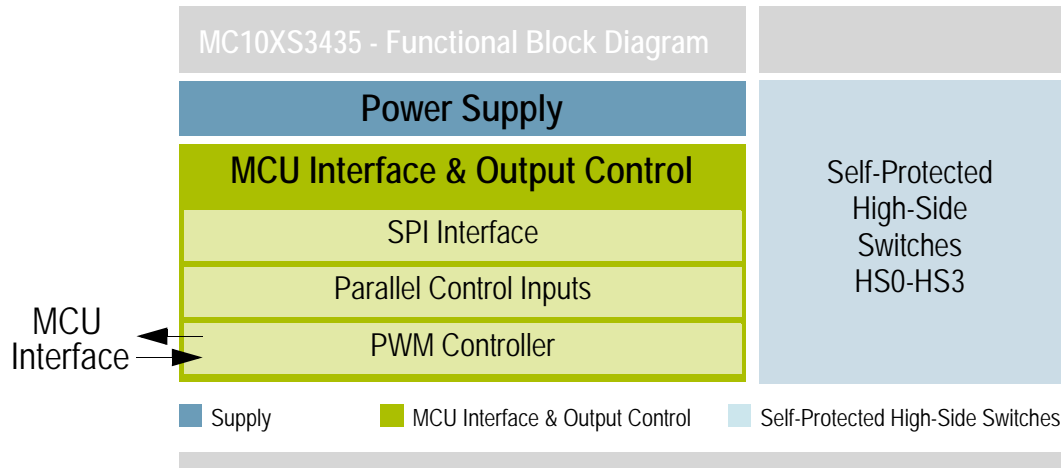 MC10XS3435 - Functional Block Diagram
Power Supply
MCU Interface & Output Control
SPI Interface
Parallel Control Inputs
PWM Controller
Self-Protected
High-Side
Switches
HS0-HS3
MCU
Interface
Supply
MCU Interface & Output Control
Self-Protected High-Side Switches